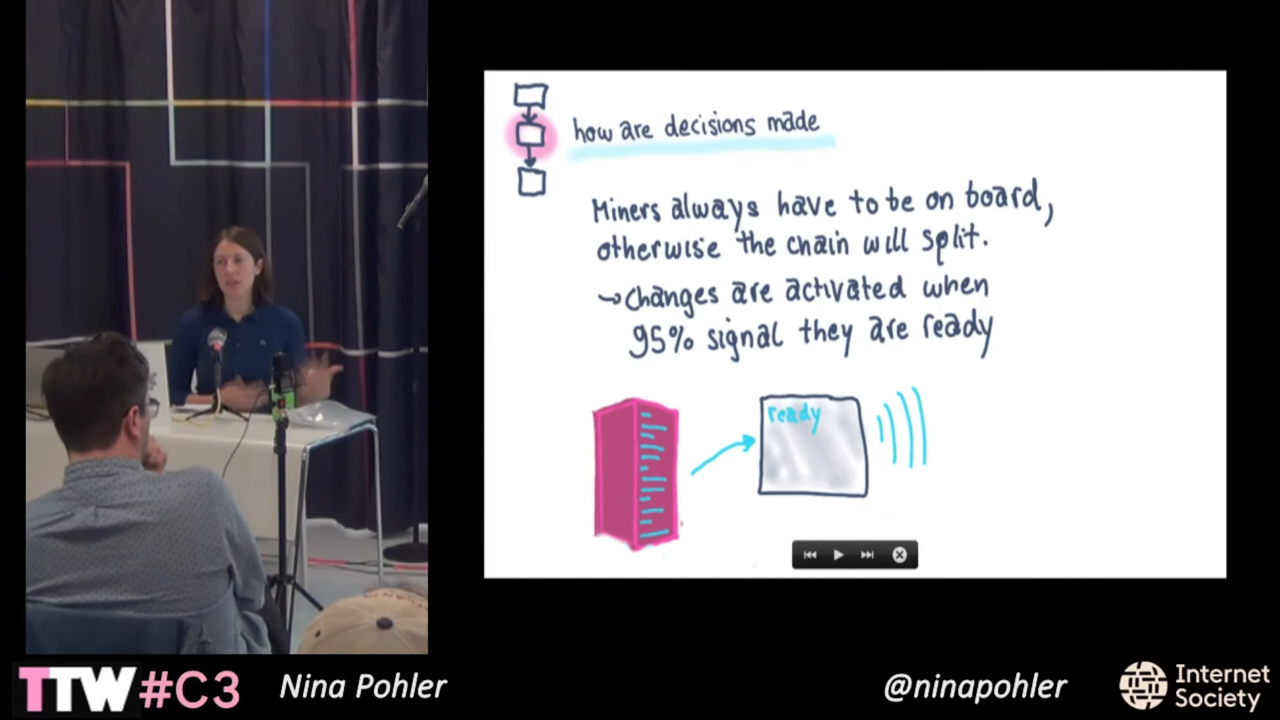 how are decisions made
Miners always have to be on board,
otherwise the chain will split.
→ Changes are activated when
95% signal they are ready
ready
TTW#C3
Nina Pohler
@ninapohler
Internet
Society